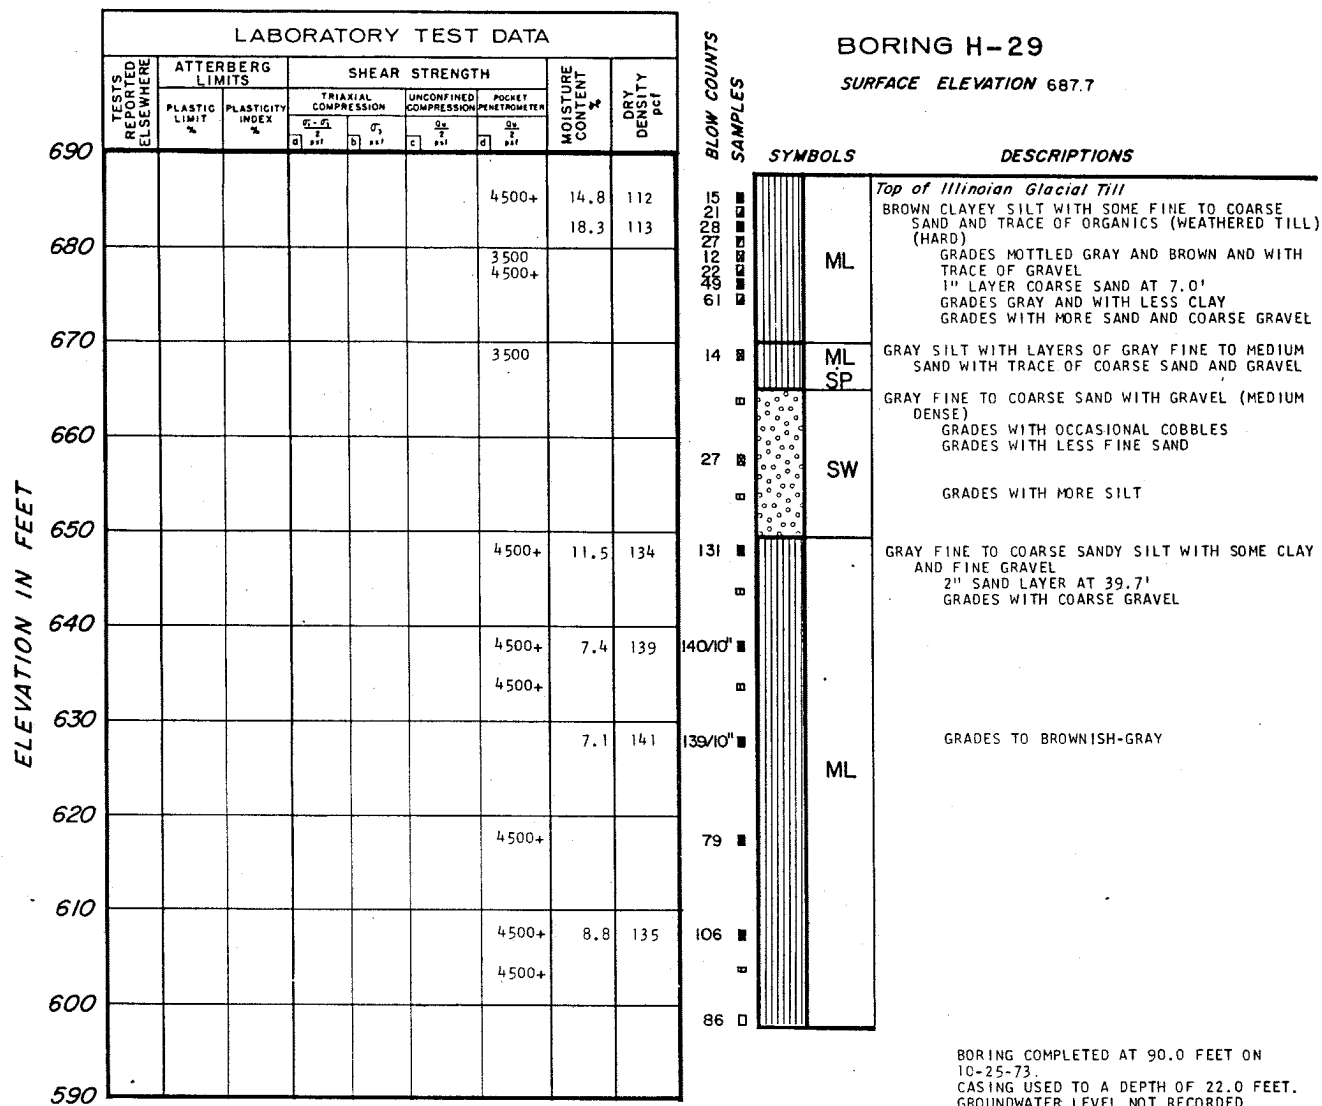 LABORATORY TEST DATA
TESTS REPORTED ELSEWHERE
ATTERBERG LIMITS
PLASTIC LIMIT %
PLASTICITY INDEX %
SHEAR STRENGTH
TRIAXIAL COMPRESSION
a psf
b psf
UNCONFINED COMPRESSION
c Qu/2 psf
POCKET PENETROMETER
d Qu/2 psf
MOISTURE CONTENT %
DRY DENSITY pcf
BLOW COUNTS
SAMPLES
BORING H-29
SURFACE ELEVATION 687.7
SYMBOLS DESCRIPTIONS
ELEVATION IN FEET
690
680
670
660
650
640
630
620
610
600
590
4500+ 14.8 112
18.3 113
3500
4500+
3500
4500+ 11.5 134
4500+ 7.4 139
4500+
7.1 141
4500+
4500+ 8.8 135
4500+
15
21
28
27
12
22
49
61
14
27
131
140/10"
139/10"
79
106
86
ML
ML
SP
SW
ML
Top of Illinoian Glacial Till
BROWN CLAYEY SILT WITH SOME FINE TO COARSE
SAND AND TRACE OF ORGANICS (WEATHERED TILL)
(HARD)
GRADES MOTTLED GRAY AND BROWN AND WITH
TRACE OF GRAVEL
1" LAYER COARSE SAND AT 7.0'
GRADES GRAY AND WITH LESS CLAY
GRADES WITH MORE SAND AND COARSE GRAVEL
GRAY SILT WITH LAYERS OF GRAY FINE TO MEDIUM
SAND WITH TRACE OF COARSE SAND AND GRAVEL
GRAY FINE TO COARSE SAND WITH GRAVEL (MEDIUM
DENSE)
GRADES WITH OCCASIONAL COBBLES
GRADES WITH LESS FINE SAND
GRADES WITH MORE SILT
GRAY FINE TO COARSE SANDY SILT WITH SOME CLAY
AND FINE GRAVEL
2" SAND LAYER AT 39.7'
GRADES WITH COARSE GRAVEL
GRADES TO BROWNISH-GRAY
BORING COMPLETED AT 90.0 FEET ON
10-25-73.
CASING USED TO A DEPTH OF 22.0 FEET.
GROUNDWATER LEVEL NOT RECORDED